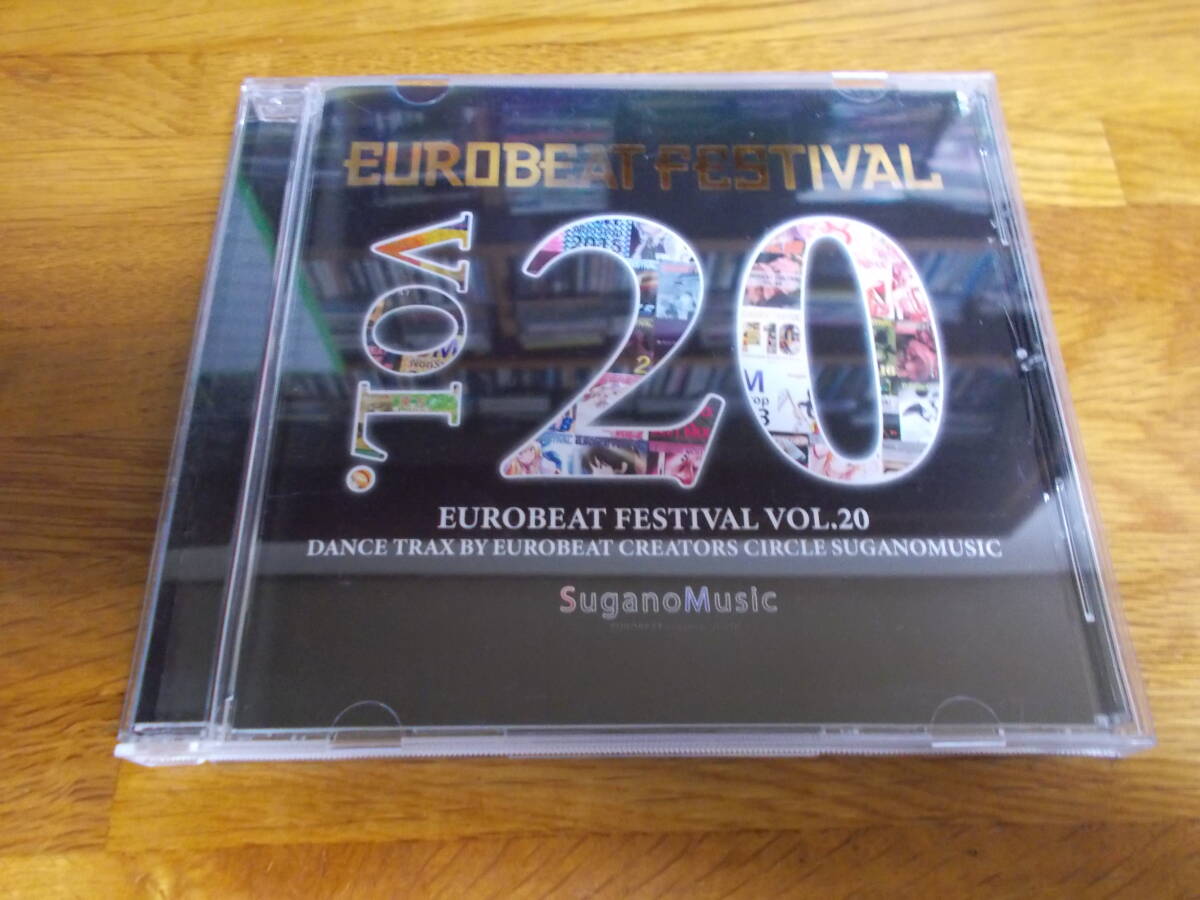 EUROBEAT FESTIVAL
VOL.
20
EUROBEAT FESTIVAL VOL.20
DANCE TRAX BY EUROBEAT CREATORS CIRCLE SUGANOMUSIC
SuganoMusic